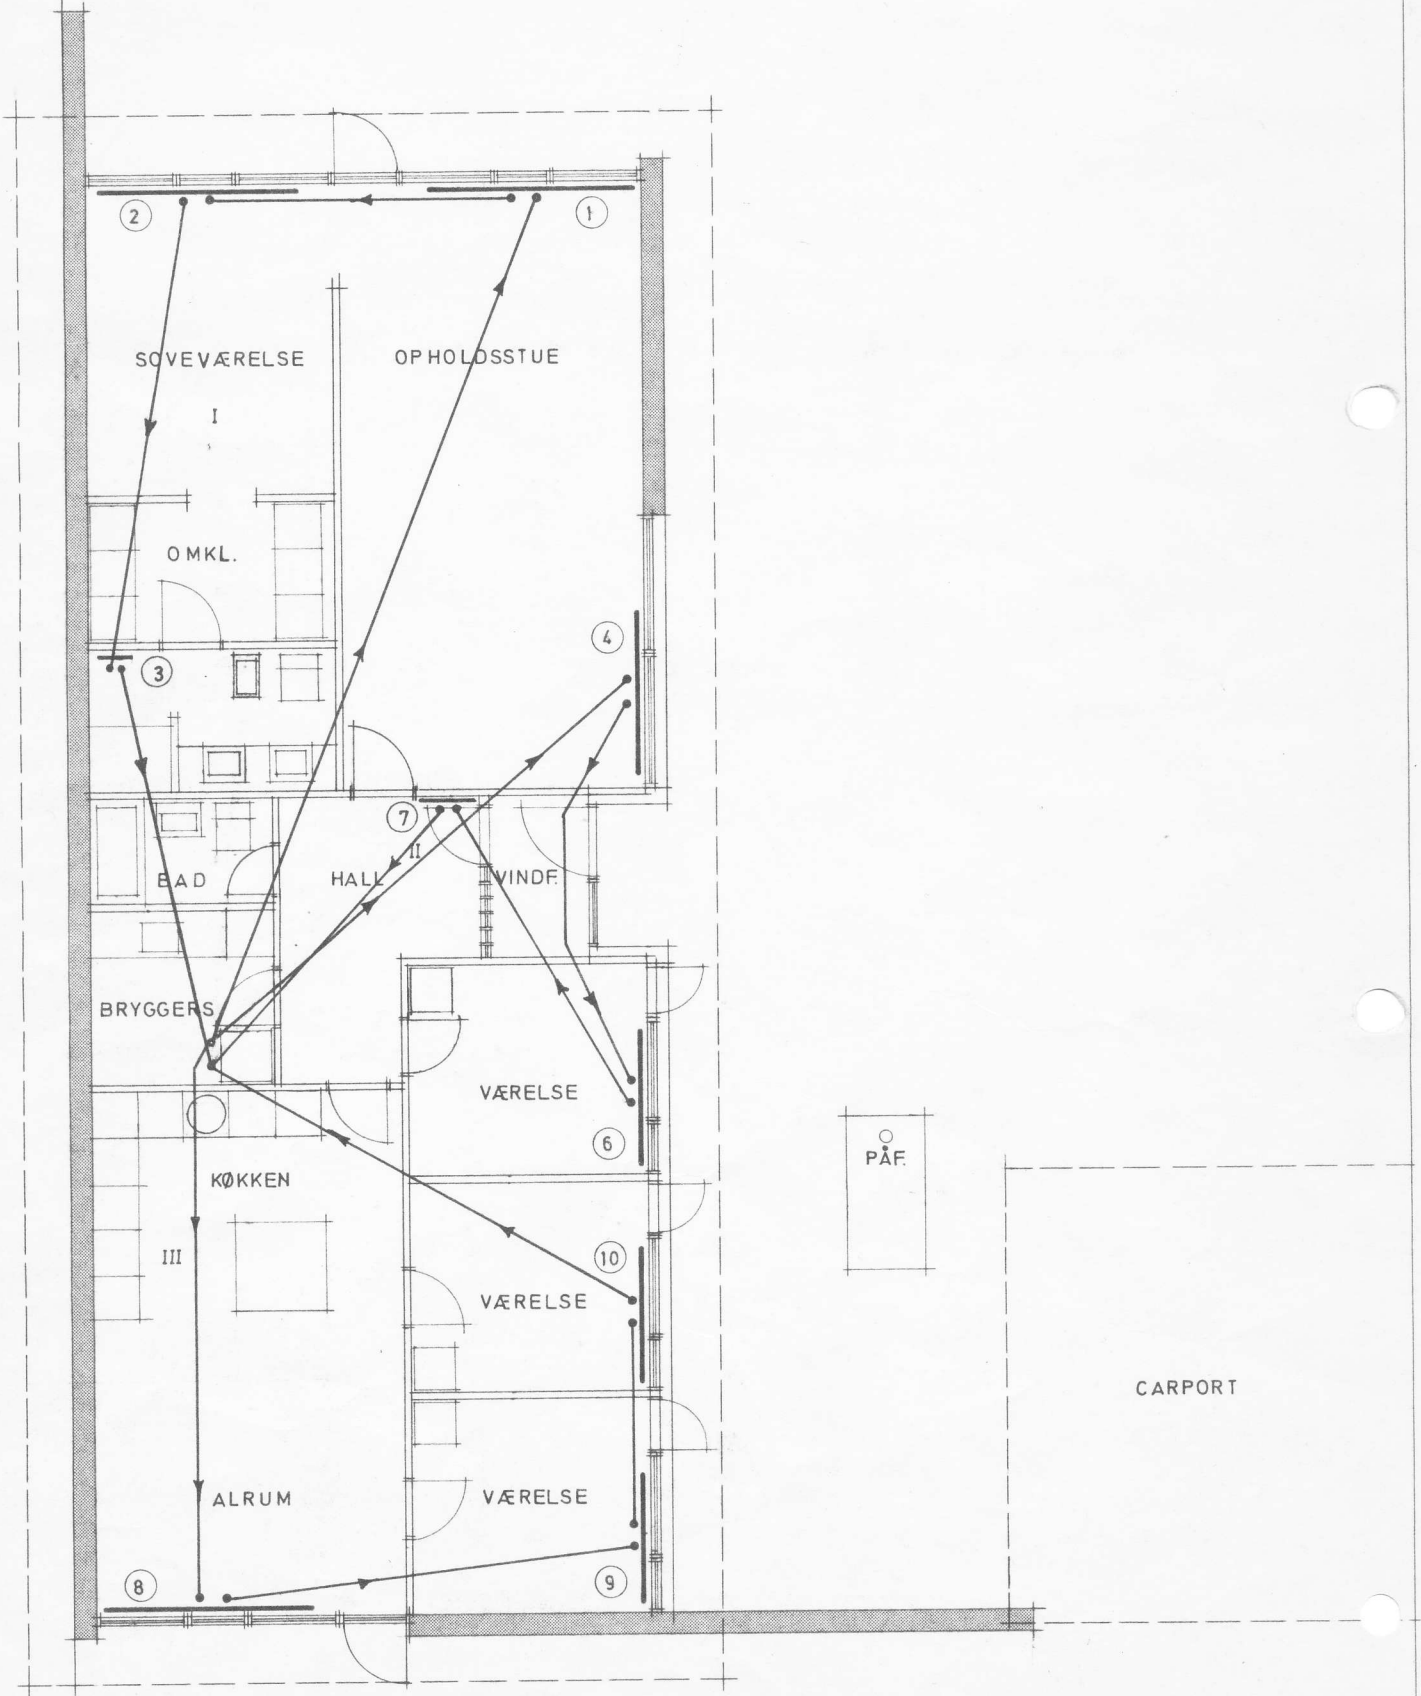 2
1
SOVEVÆRELSE
OPHOLDSSTUE
I
OMKL.
4
3
7
II
BAD
HALL
VINDF.
BRYGGERS
VÆRELSE
6
PÅF.
KØKKEN
III
10
VÆRELSE
CARPORT
ALRUM
VÆRELSE
8
9